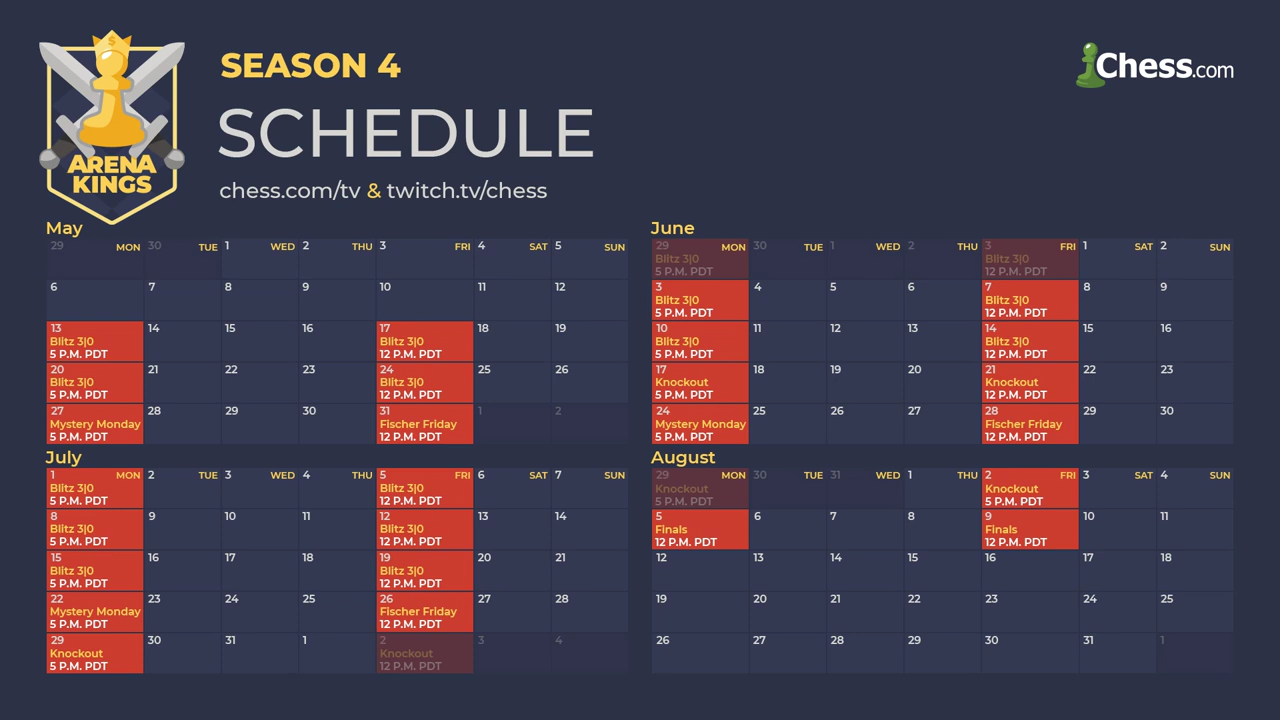 SEASON 4
SCHEDULE
chess.com/tv & twitch.tv/chess
ARENA
KINGS
Chess.com
May
29 MON 30 TUE 1 WED 2 THU 3 FRI 4 SAT 5 SUN
6 7 8 9 10 11 12
13 14 15 16 17 18 19
Blitz 3|0 Blitz 3|0
5 P.M. PDT 12 P.M. PDT
20 21 22 23 24 25 26
Blitz 3|0 Blitz 3|0
5 P.M. PDT 12 P.M. PDT
27 28 29 30 31 1 2
Mystery Monday Fischer Friday
5 P.M. PDT 12 P.M. PDT
June
29 MON 30 TUE 1 WED 2 THU 3 FRI 1 SAT 2 SUN
Blitz 3|0 Blitz 3|0
5 P.M. PDT 12 P.M. PDT
3 4 5 6 7 8 9
Blitz 3|0 Blitz 3|0
5 P.M. PDT 12 P.M. PDT
10 11 12 13 14 15 16
Blitz 3|0 Blitz 3|0
5 P.M. PDT 12 P.M. PDT
17 18 19 20 21 22 23
Knockout Knockout
5 P.M. PDT 12 P.M. PDT
24 25 26 27 28 29 30
Mystery Monday Fischer Friday
5 P.M. PDT 12 P.M. PDT
July
1 MON 2 TUE 3 WED 4 THU 5 FRI 6 SAT 7 SUN
Blitz 3|0 Blitz 3|0
5 P.M. PDT 12 P.M. PDT
8 9 10 11 12 13 14
Blitz 3|0 Blitz 3|0
5 P.M. PDT 12 P.M. PDT
15 16 17 18 19 20 21
Blitz 3|0 Blitz 3|0
5 P.M. PDT 12 P.M. PDT
22 23 24 25 26 27 28
Mystery Monday Fischer Friday
5 P.M. PDT 12 P.M. PDT
29 30 31 1 2 3 4
Knockout Knockout
5 P.M. PDT 12 P.M. PDT
August
29 MON 30 TUE 31 WED 1 THU 2 FRI 3 SAT 4 SUN
Knockout Knockout
5 P.M. PDT 12 P.M. PDT
5 6 7 8 9 10 11
Finals Finals
12 P.M. PDT 12 P.M. PDT
12 13 14 15 16 17 18
19 20 21 22 23 24 25
26 27 28 29 30 31 1